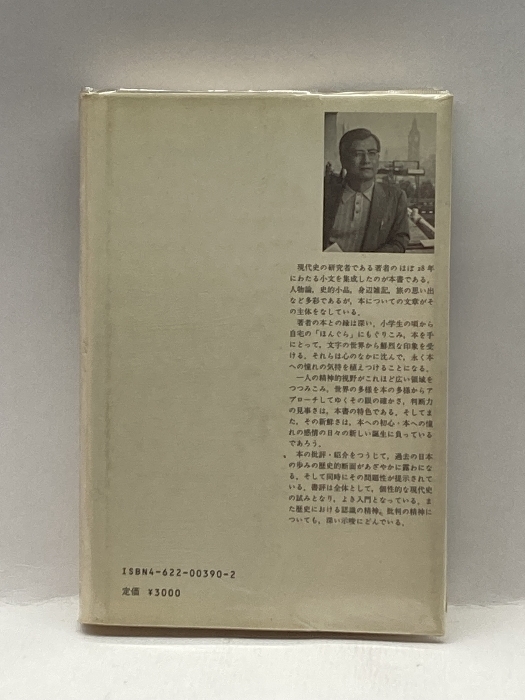 現代史の研究者である著者のほぼ28年
にわたる小文を集成したのが本書である。
人物論，史的小品，身辺雑記，旅の思い出
など多彩であるが，本についての文章がそ
の主体をなしている。
著者の本との縁は深い。小学生の頃から
自宅の「ほんぐら」にもぐりこみ，本を手
にとって，文字の世界から鮮烈な印象を受
ける。それらは心のなかに沈んで，永く本
への憧れの気持を植えつけることになる。
一人の精神的視野がこれほど広い領域を
つつみこみ，世界の多様を本の多様からア
プローチしてゆくその眼の確かさ，判断力
の見事さは，本書の特色である。そしてま
た，その新鮮さは，本への初心・本への憧
れの感情の日々の新しい誕生に負っている
であろう。
本の批評・紹介をつうじて，過去の日本
の歩みの歴史的断面があざやかに露わにな
る。そして同時にその問題性が提示されて
いる。書評は全体として，個性的な現代史
の試みとなり，よき入門となっている。ま
た歴史における認識の精神，批判の精神に
ついても，深い示唆にとんでいる。
ISBN4-622-00390-2
定価 ¥3000